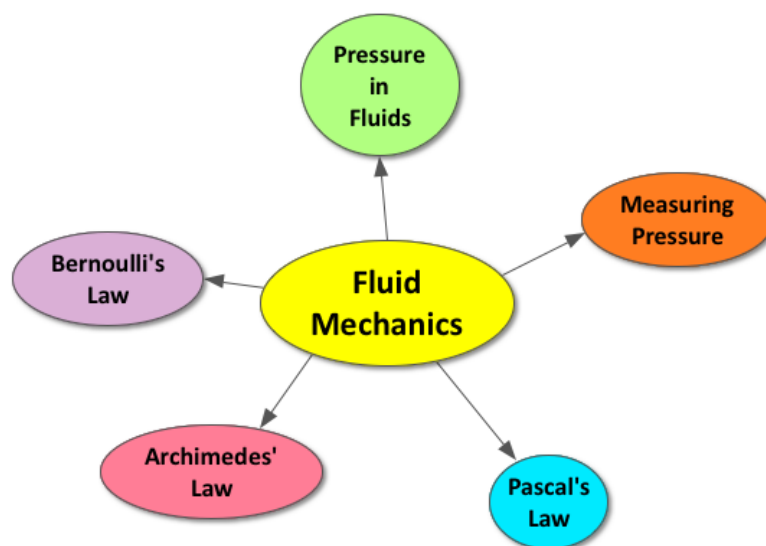 Pressure
in
Fluids
Measuring
Pressure
Bernoulli's
Law
Fluid
Mechanics
Archimedes'
Law
Pascal's
Law